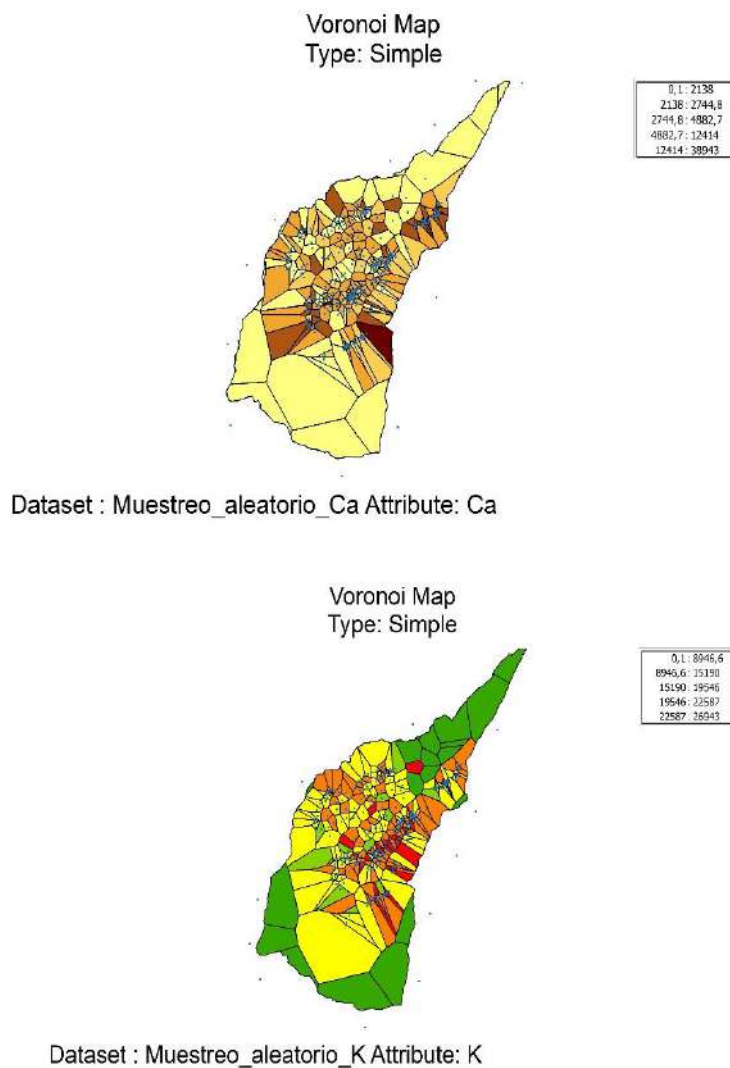 Voronoi Map
Type: Simple
0,1 : 2138
2138 : 2744,8
2744,8 : 4882,7
4882,7 : 12414
12414 : 38943
Dataset : Muestreo_aleatorio_Ca Attribute: Ca
Voronoi Map
Type: Simple
0,1 : 8946,6
8946,6 : 15190
15190 : 19546
19546 : 22587
22587 : 26943
Dataset : Muestreo_aleatorio_K Attribute: K